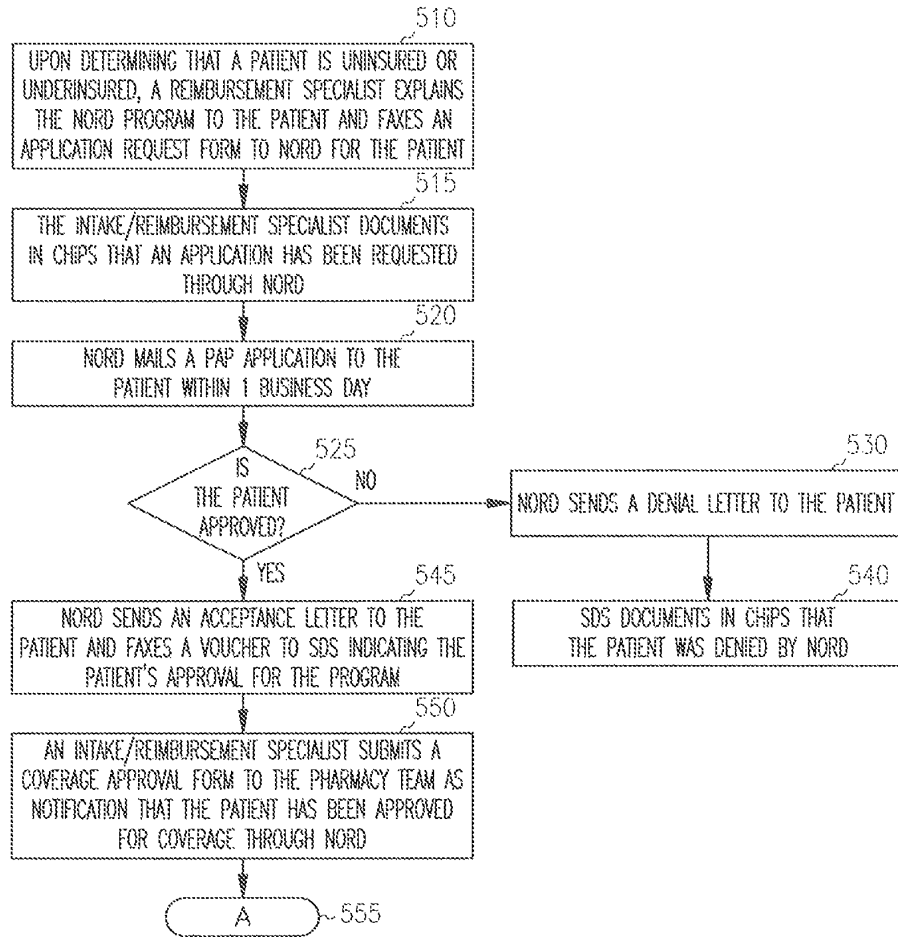 510
UPON DETERMINING THAT A PATIENT IS UNINSURED OR
UNDERINSURED, A REIMBURSEMENT SPECIALIST EXPLAINS
THE NORD PROGRAM TO THE PATIENT AND FAXES AN
APPLICATION REQUEST FORM TO NORD FOR THE PATIENT
515
THE INTAKE/REIMBURSEMENT SPECIALIST DOCUMENTS
IN CHIPS THAT AN APPLICATION HAS BEEN REQUESTED
THROUGH NORD
520
NORD MAILS A PAP APPLICATION TO THE
PATIENT WITHIN 1 BUSINESS DAY
525
IS
THE PATIENT
APPROVED?
NO
530
NORD SENDS A DENIAL LETTER TO THE PATIENT
540
SDS DOCUMENTS IN CHIPS THAT
THE PATIENT WAS DENIED BY NORD
YES
545
NORD SENDS AN ACCEPTANCE LETTER TO THE
PATIENT AND FAXES A VOUCHER TO SDS INDICATING THE
PATIENT'S APPROVAL FOR THE PROGRAM
550
AN INTAKE/REIMBURSEMENT SPECIALIST SUBMITS A
COVERAGE APPROVAL FORM TO THE PHARMACY TEAM AS
NOTIFICATION THAT THE PATIENT HAS BEEN APPROVED
FOR COVERAGE THROUGH NORD
A
555